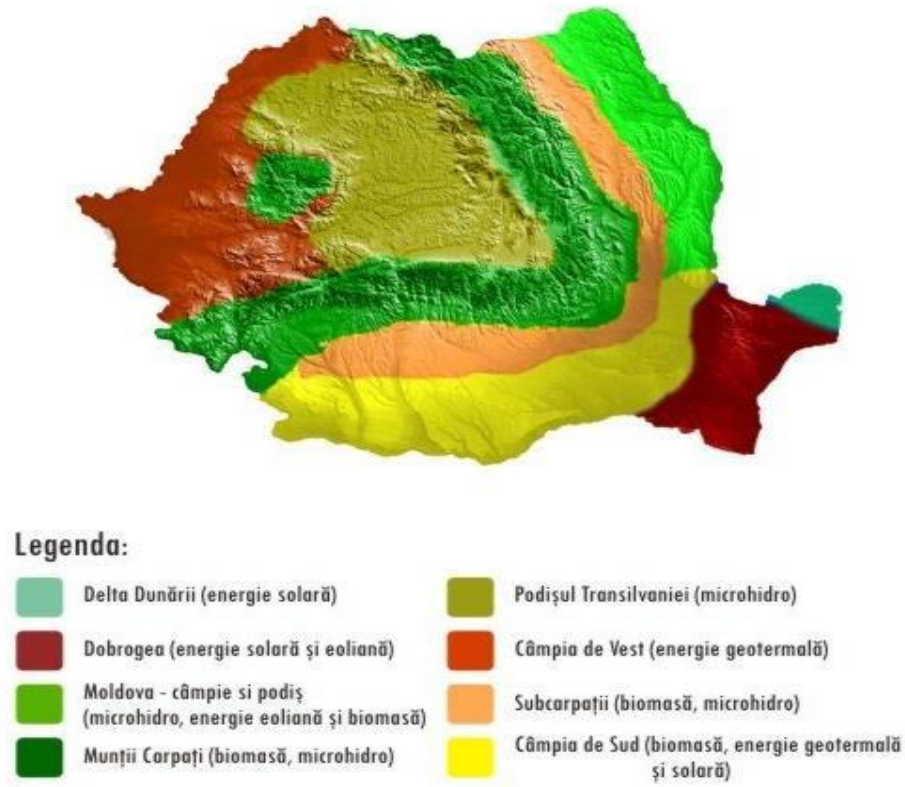 Legenda:
Delta Dunării (energie solară)
Dobrogea (energie solară și eoliană)
Moldova - câmpie si podiș
(microhidro, energie eoliană și biomasă)
Munții Carpați (biomasă, microhidro)
Podișul Transilvaniei (microhidro)
Câmpia de Vest (energie geotermală)
Subcarpații (biomasă, microhidro)
Câmpia de Sud (biomasă, energie geotermală
și solară)